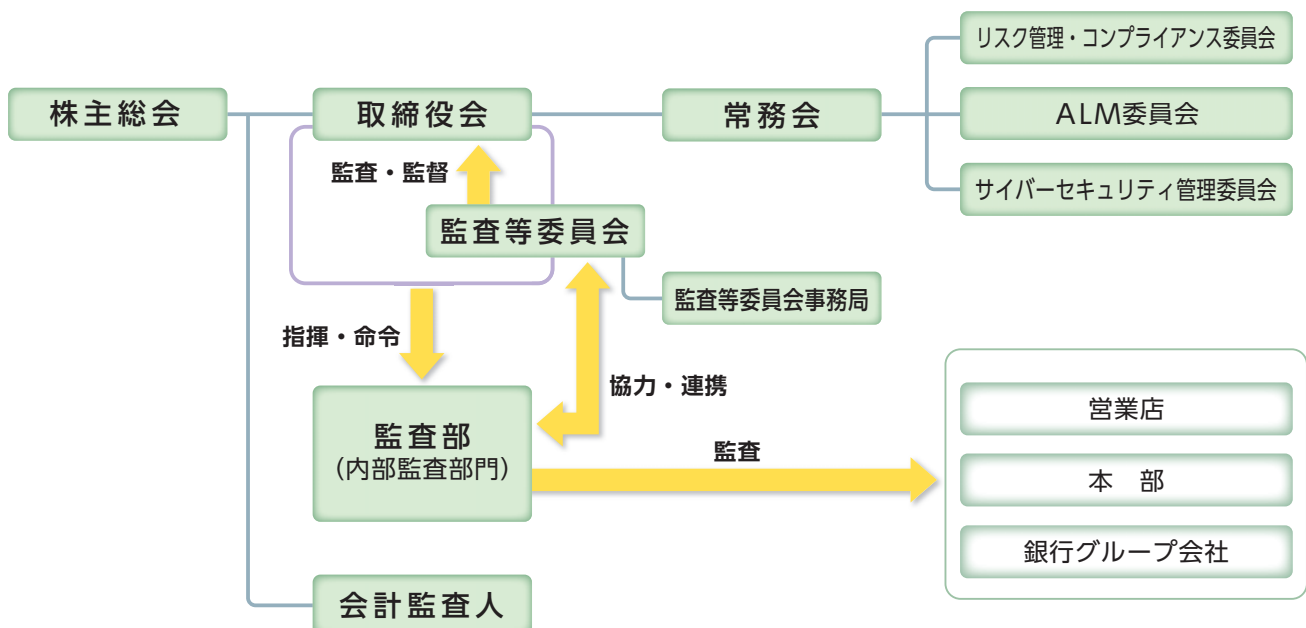 リスク管理・コンプライアンス委員会
株主総会
取締役会
常務会
ALM委員会
監査・監督
サイバーセキュリティ管理委員会
監査等委員会
監査等委員会事務局
指揮・命令
協力・連携
営業店
監査部
(内部監査部門)
監査
本　部
銀行グループ会社
会計監査人